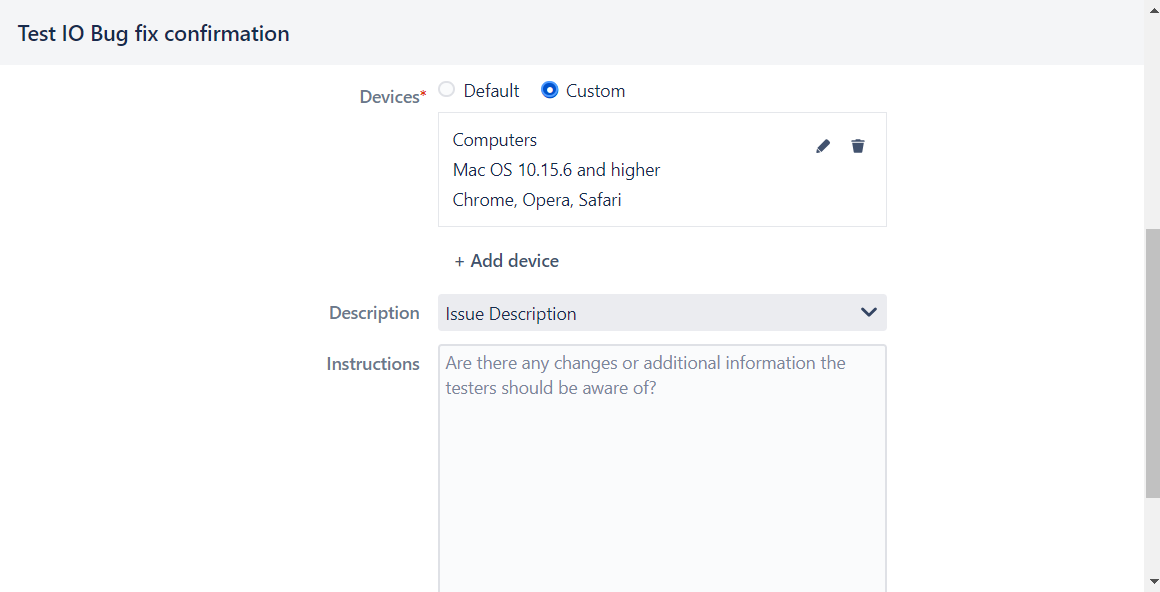 Test IO Bug fix confirmation
Devices* Default Custom
Computers
Mac OS 10.15.6 and higher
Chrome, Opera, Safari
+ Add device
Description Issue Description
Instructions Are there any changes or additional information the
testers should be aware of?